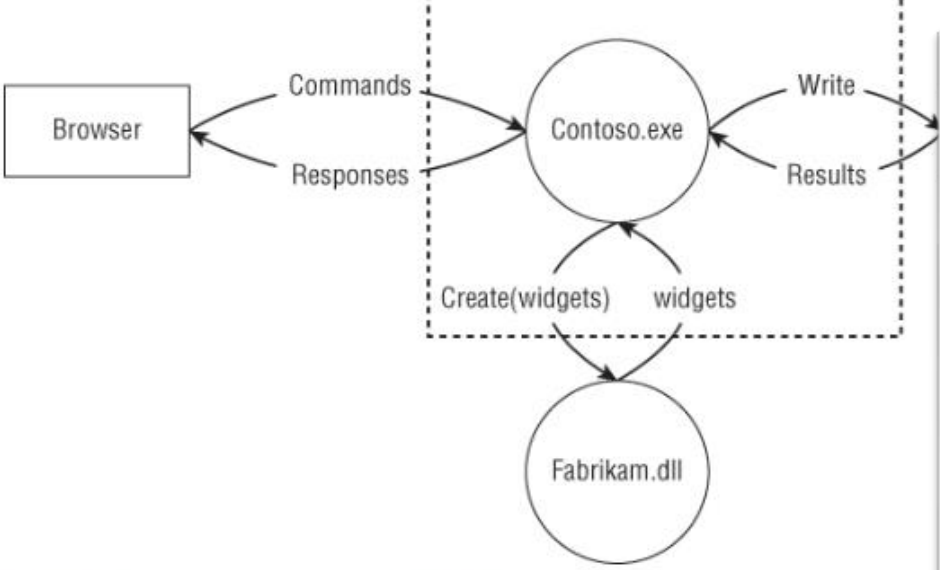 Commands
Write
Browser
Contoso.exe
Responses
Results
Create(widgets)
widgets
Fabrikam.dll